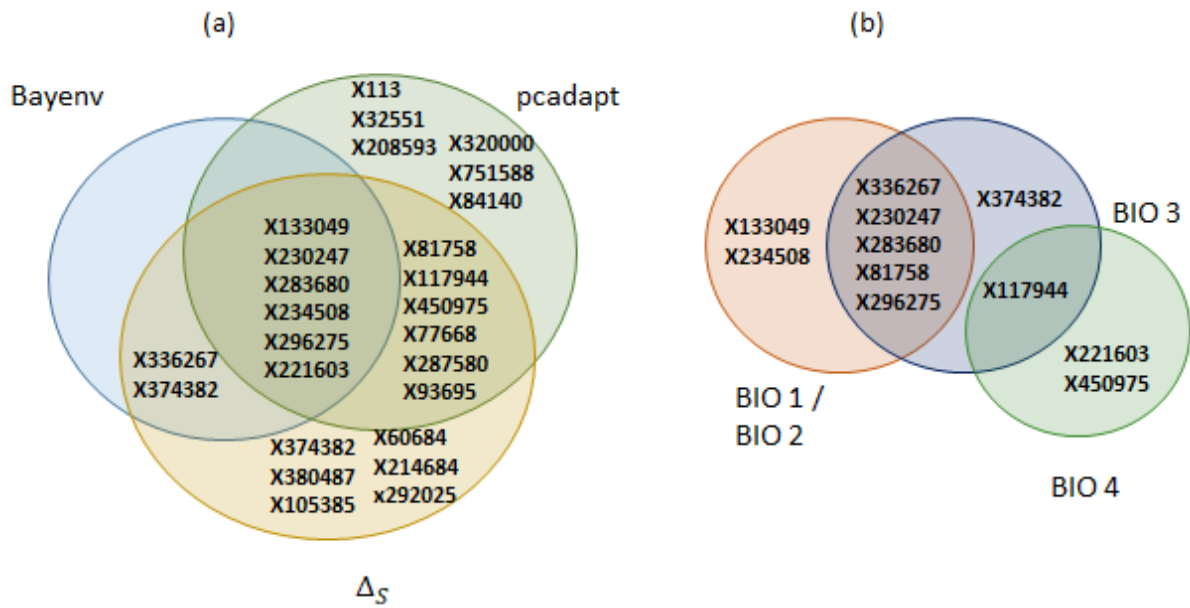 (a)
Bayenv
pcadapt
X113
X32551
X208593
X320000
X751588
X84140
X133049
X230247
X283680
X234508
X296275
X221603
X81758
X117944
X450975
X77668
X287580
X93695
X336267
X374382
X374382
X380487
X105385
X60684
X214684
x292025
Δ_S
(b)
X133049
X234508
X336267
X230247
X283680
X81758
X296275
X374382
BIO 3
X117944
X221603
X450975
BIO 1 /
BIO 2
BIO 4